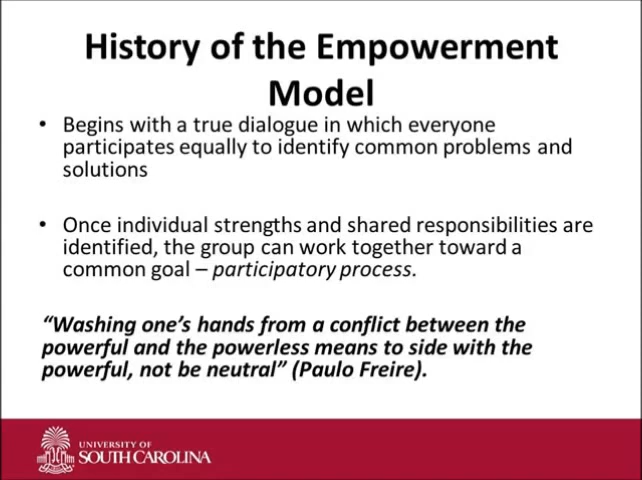 History of the Empowerment
Model
• Begins with a true dialogue in which everyone
participates equally to identify common problems and
solutions
• Once individual strengths and shared responsibilities are
identified, the group can work together toward a
common goal – participatory process.
“Washing one’s hands from a conflict between the
powerful and the powerless means to side with the
powerful, not be neutral” (Paulo Freire).
UNIVERSITY OF
SOUTH CAROLINA